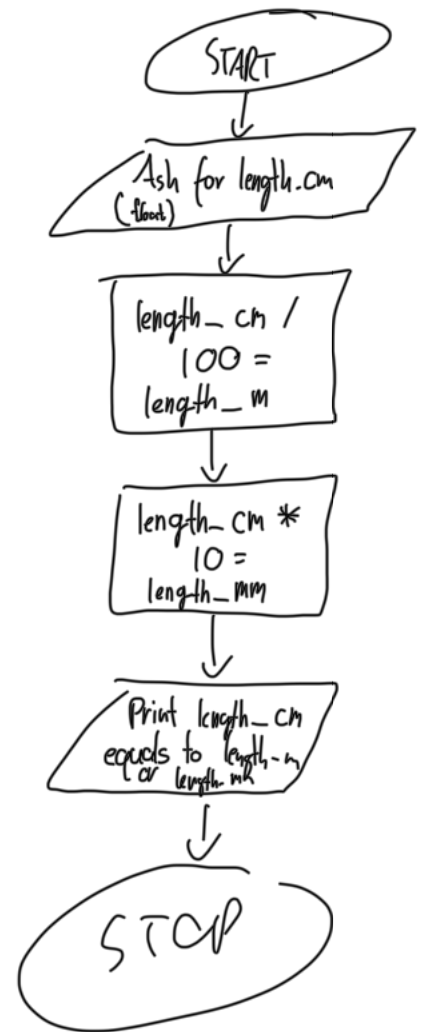 START
Ask for length_cm
(float)
length_cm /
100 =
length_m
length_cm *
10 =
length_mm
Print length_cm
equals to length_m
or length_mm
STOP